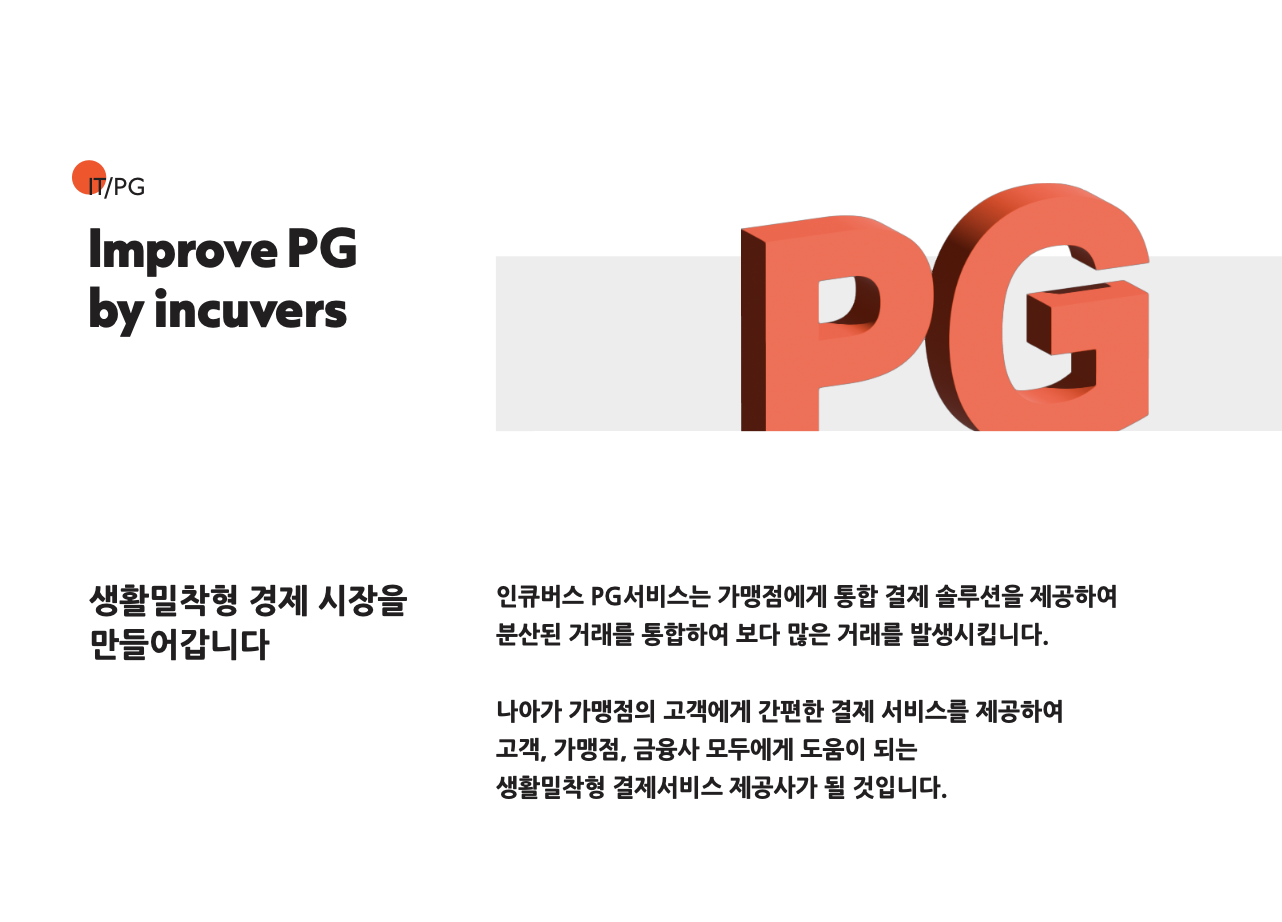 IT/PG
Improve PG
by incuvers
PG
생활밀착형 경제 시장을
만들어갑니다
인큐버스 PG서비스는 가맹점에게 통합 결제 솔루션을 제공하여
분산된 거래를 통합하여 보다 많은 거래를 발생시킵니다.
나아가 가맹점의 고객에게 간편한 결제 서비스를 제공하여
고객, 가맹점, 금융사 모두에게 도움이 되는
생활밀착형 결제서비스 제공사가 될 것입니다.